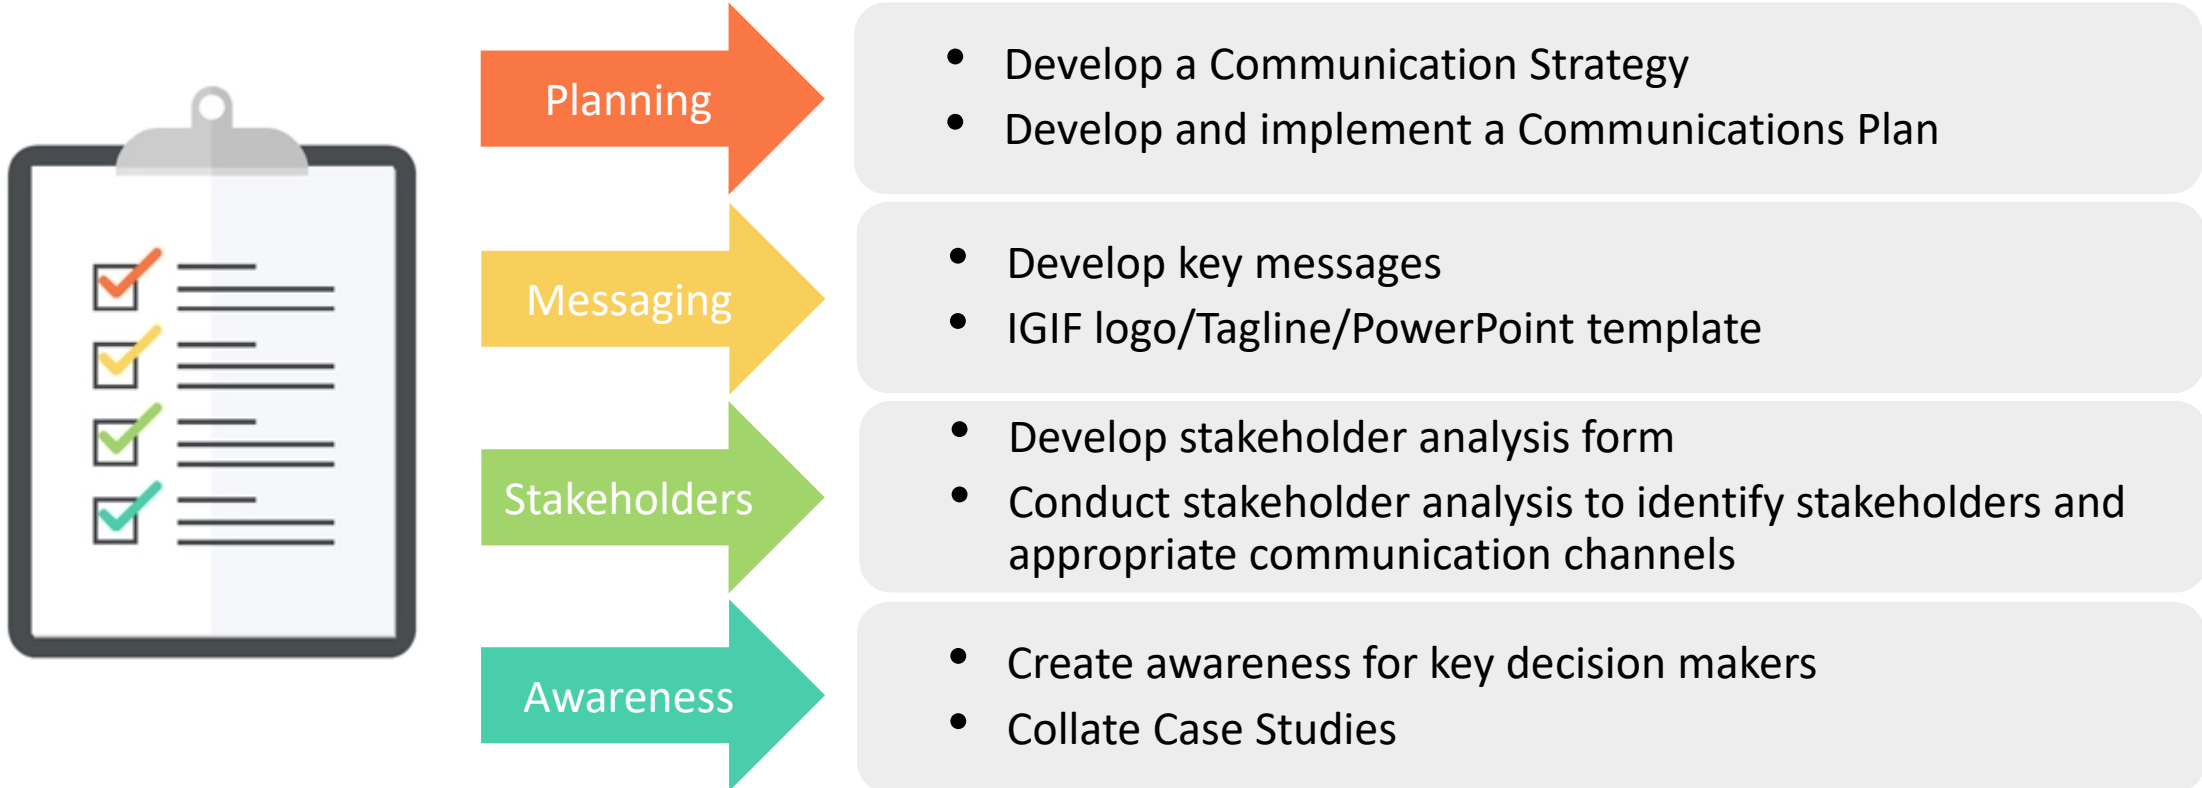 Planning
• Develop a Communication Strategy
• Develop and implement a Communications Plan
Messaging
• Develop key messages
• IGIF logo/Tagline/PowerPoint template
Stakeholders
• Develop stakeholder analysis form
• Conduct stakeholder analysis to identify stakeholders and
appropriate communication channels
Awareness
• Create awareness for key decision makers
• Collate Case Studies